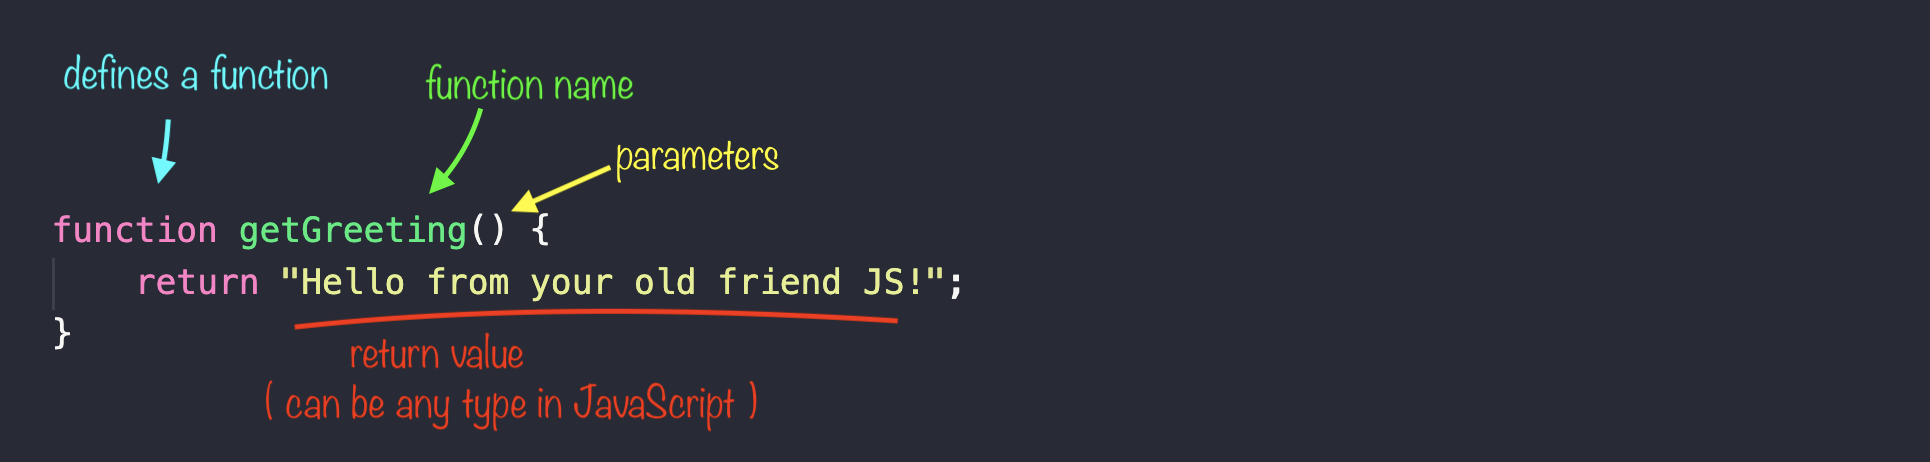 defines a function
function name
parameters
function getGreeting() {
    return "Hello from your old friend JS!";
}
return value
( can be any type in JavaScript )